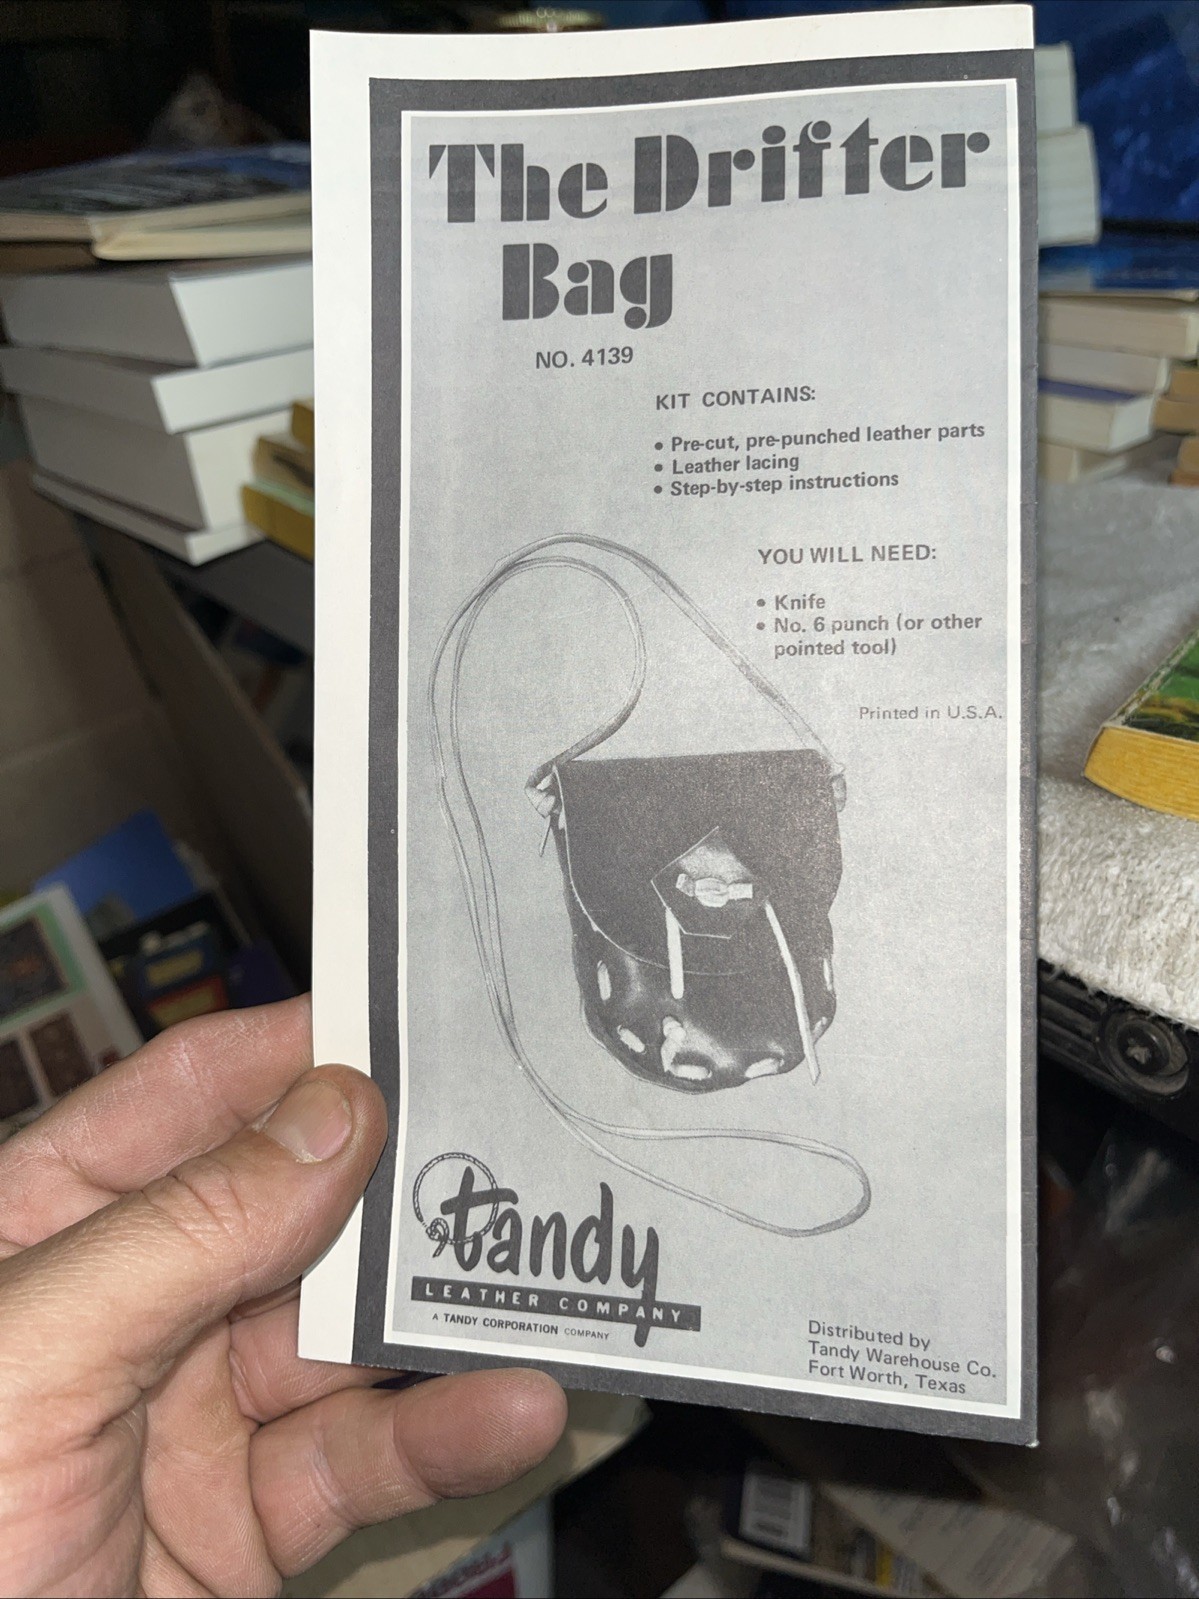 The Drifter
Bag
NO. 4139
KIT CONTAINS:
• Pre-cut, pre-punched leather parts
• Leather lacing
• Step-by-step instructions
YOU WILL NEED:
• Knife
• No. 6 punch (or other
pointed tool)
Printed in U.S.A.
tandy
LEATHER COMPANY
A TANDY CORPORATION COMPANY
Distributed by
Tandy Warehouse Co.
Fort Worth, Texas